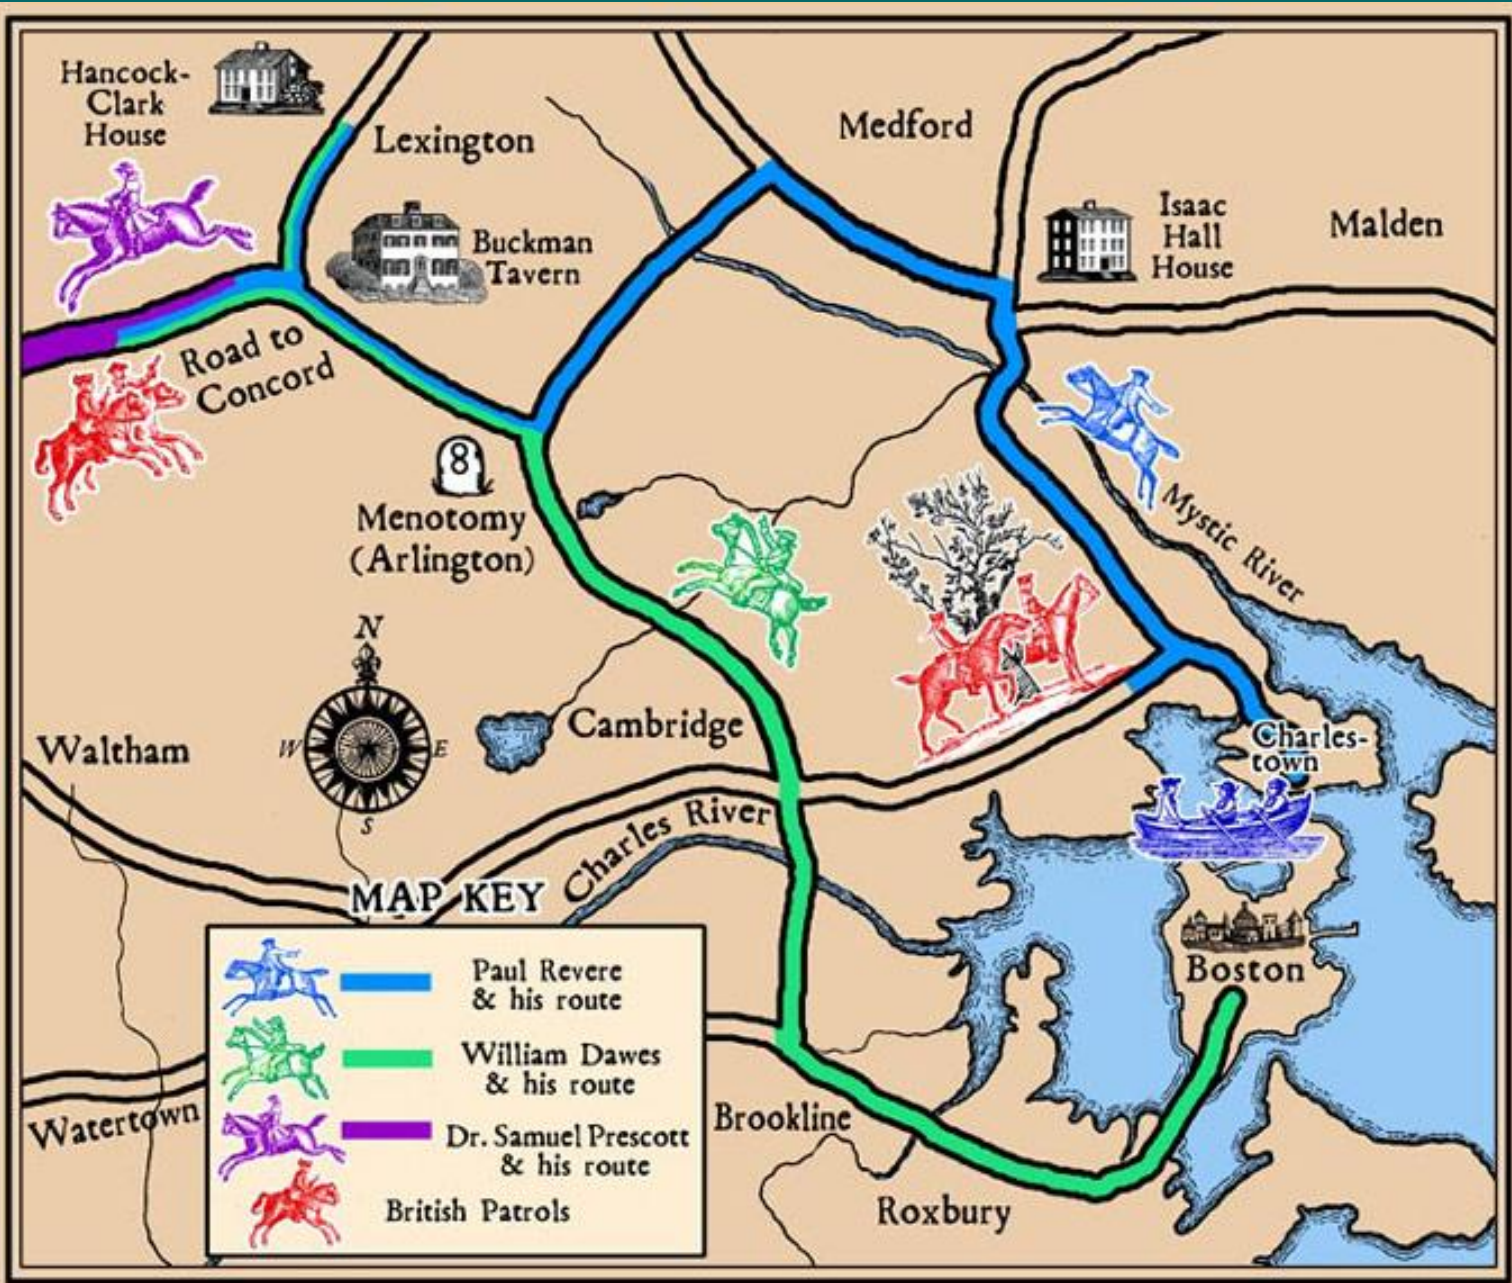 Hancock-
Clark
House
Lexington
Medford
Buckman
Tavern
Isaac
Hall
House
Malden
Road to
Concord
8
Menotomy
(Arlington)
Mystic River
N
W
E
S
Waltham
Cambridge
Charles-
town
Charles River
MAP KEY
Paul Revere
& his route
William Dawes
& his route
Dr. Samuel Prescott
& his route
British Patrols
Boston
Watertown
Brookline
Roxbury